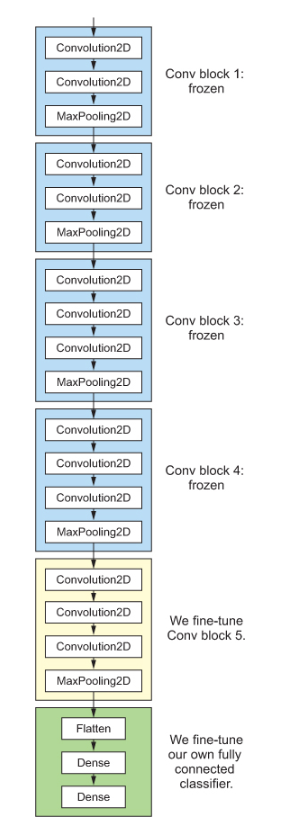 Convolution2D
Convolution2D
MaxPooling2D
Conv block 1:
frozen
Convolution2D
Convolution2D
MaxPooling2D
Conv block 2:
frozen
Convolution2D
Convolution2D
Convolution2D
MaxPooling2D
Conv block 3:
frozen
Convolution2D
Convolution2D
Convolution2D
MaxPooling2D
Conv block 4:
frozen
Convolution2D
Convolution2D
Convolution2D
MaxPooling2D
We fine-tune
Conv block 5.
Flatten
Dense
Dense
We fine-tune
our own fully
connected
classifier.